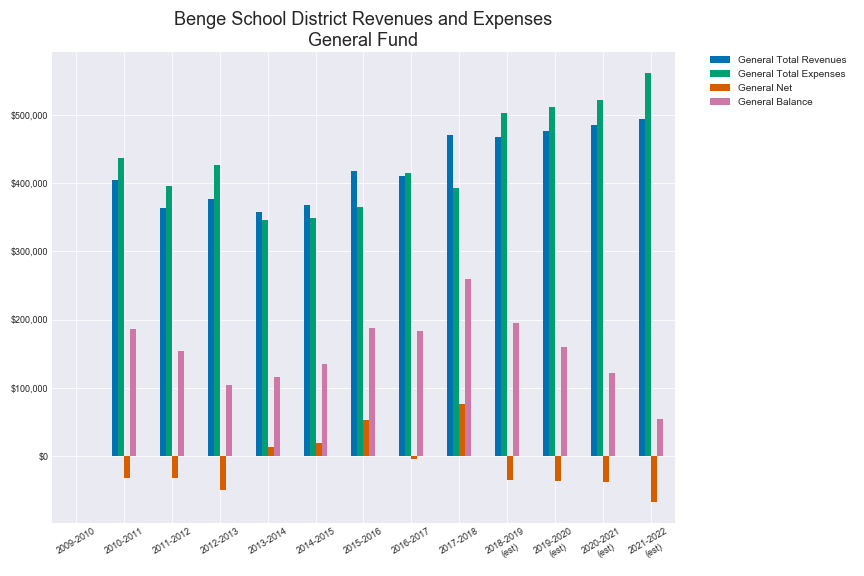 Benge School District Revenues and Expenses
General Fund
General Total Revenues
General Total Expenses
General Net
General Balance
$500,000
$400,000
$300,000
$200,000
$100,000
$0
2009-2010
2010-2011
2011-2012
2012-2013
2013-2014
2014-2015
2015-2016
2016-2017
2017-2018
2018-2019
(est)
2019-2020
(est)
2020-2021
(est)
2021-2022
(est)